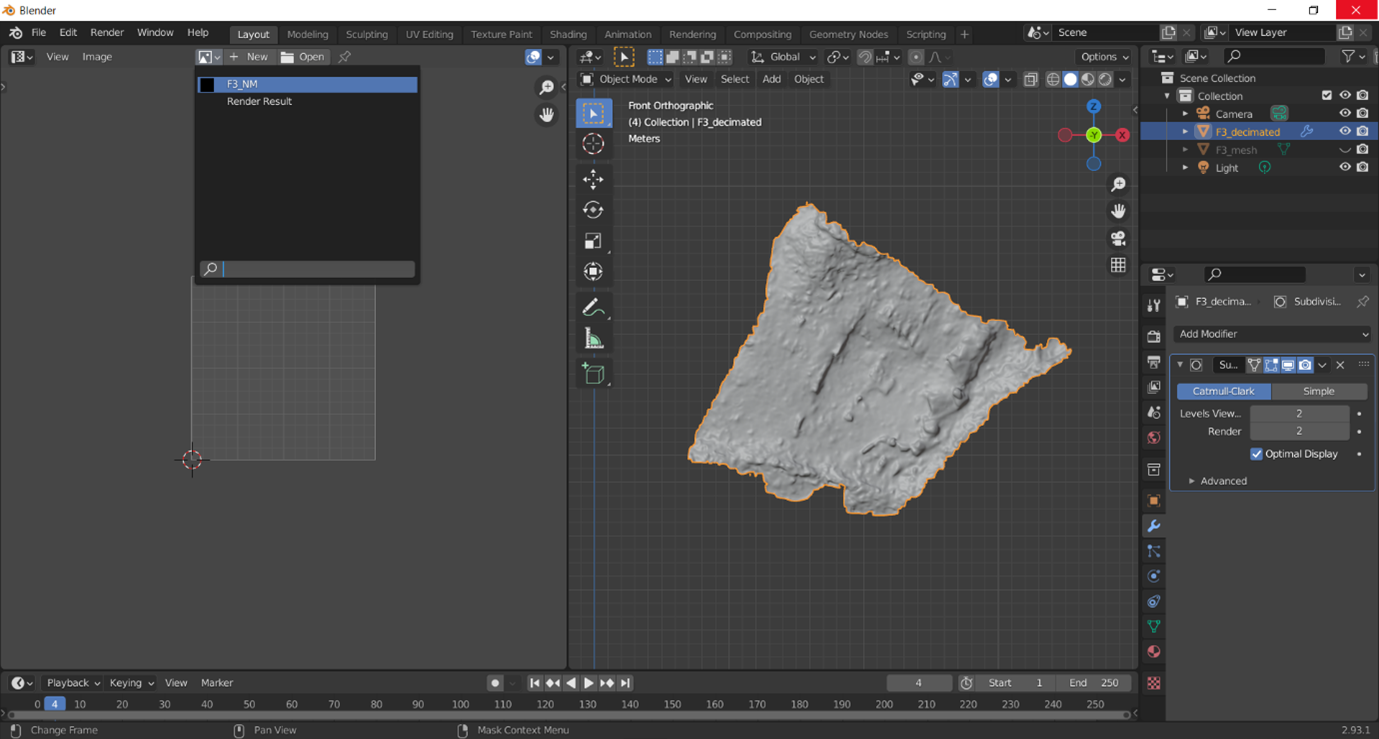 Blender
File Edit Render Window Help Layout Modeling Sculpting UV Editing Texture Paint Shading Animation Rendering Compositing Geometry Nodes Scripting + Scene View Layer
View Image New Open
F3_NM
Render Result
Global Options
Object Mode View Select Add Object
Front Orthographic
(4) Collection | F3_decimated
Meters
Z
Y
X
Scene Collection
Collection
Camera
F3_decimated
F3_mesh
Light
F3_decima... Subdivisi...
Add Modifier
Su...
Catmull-Clark Simple
Levels View... 2
Render 2
Optimal Display
Advanced
Playback Keying View Marker 4 Start 1 End 250
0 4 10 20 30 40 50 60 70 80 90 100 110 120 130 140 150 160 170 180 190 200 210 220 230 240 250
Change Frame Pan View Mask Context Menu 2.93.1